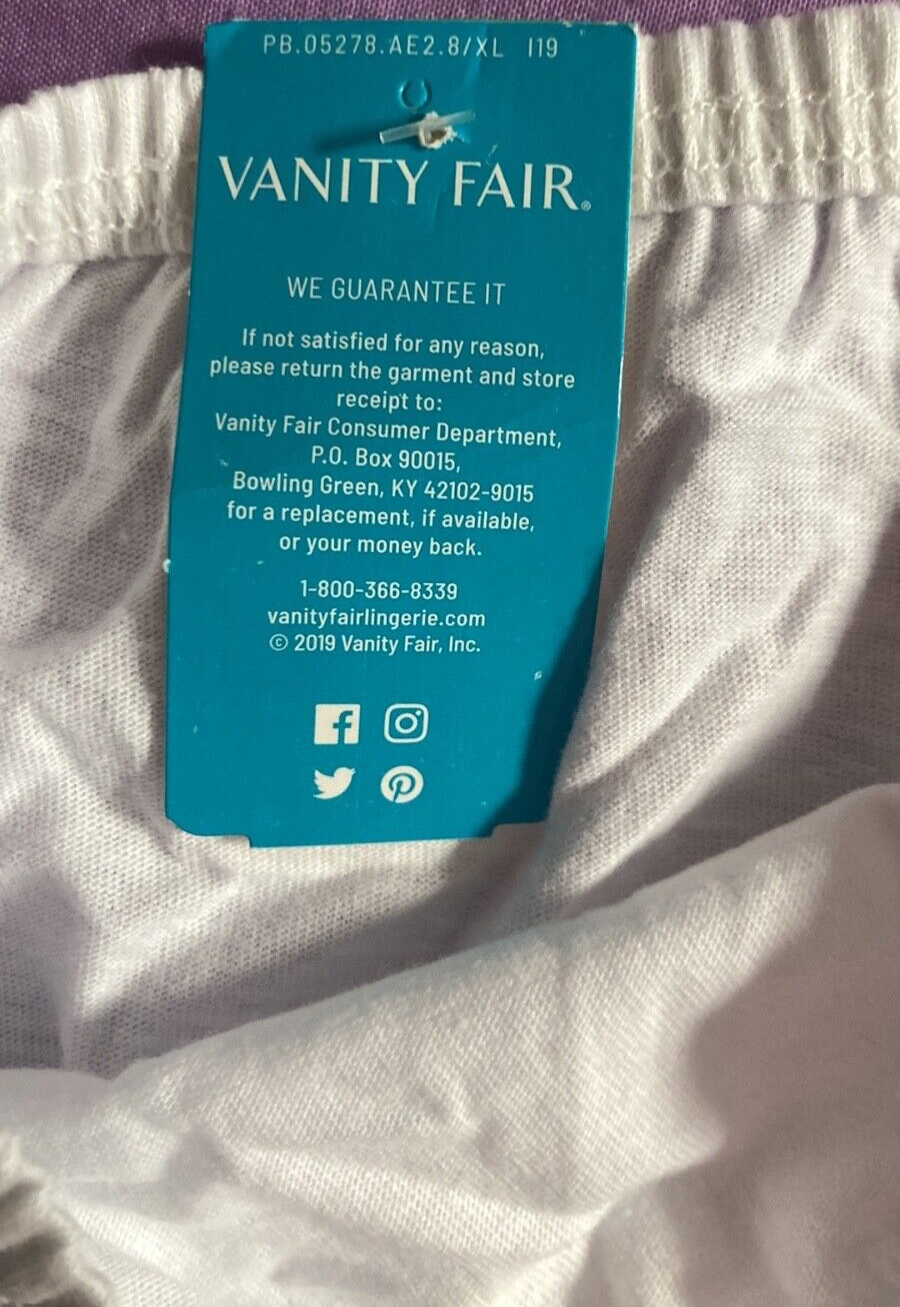 PB.05278.AE2.8/XL I19
VANITY FAIR®
WE GUARANTEE IT
If not satisfied for any reason,
please return the garment and store
receipt to:
Vanity Fair Consumer Department,
P.O. Box 90015,
Bowling Green, KY 42102-9015
for a replacement, if available,
or your money back.
1-800-366-8339
vanityfairlingerie.com
© 2019 Vanity Fair, Inc.